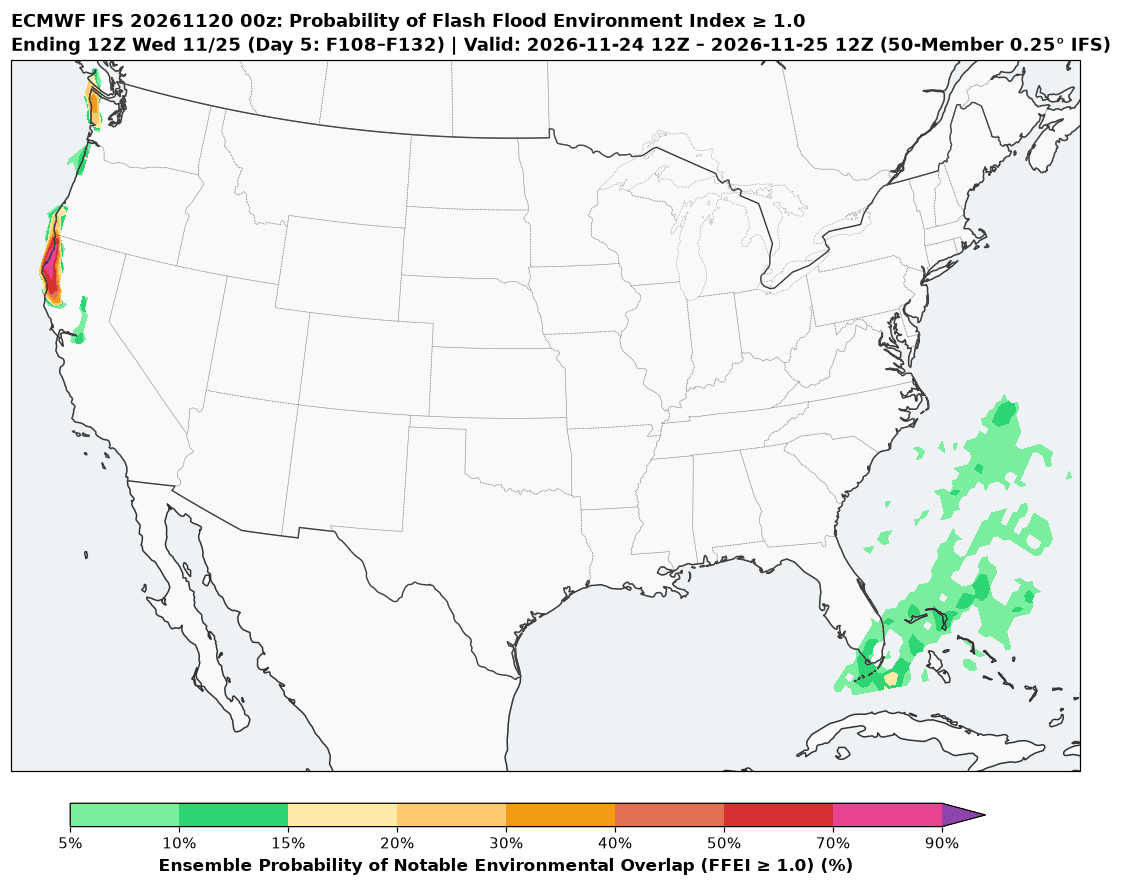 ECMWF IFS 20261120 00z: Probability of Flash Flood Environment Index ≥ 1.0
Ending 12Z Wed 11/25 (Day 5: F108–F132) | Valid: 2026-11-24 12Z – 2026-11-25 12Z (50-Member 0.25° IFS)
5% 10% 15% 20% 30% 40% 50% 70% 90%
Ensemble Probability of Notable Environmental Overlap (FFEI ≥ 1.0) (%)